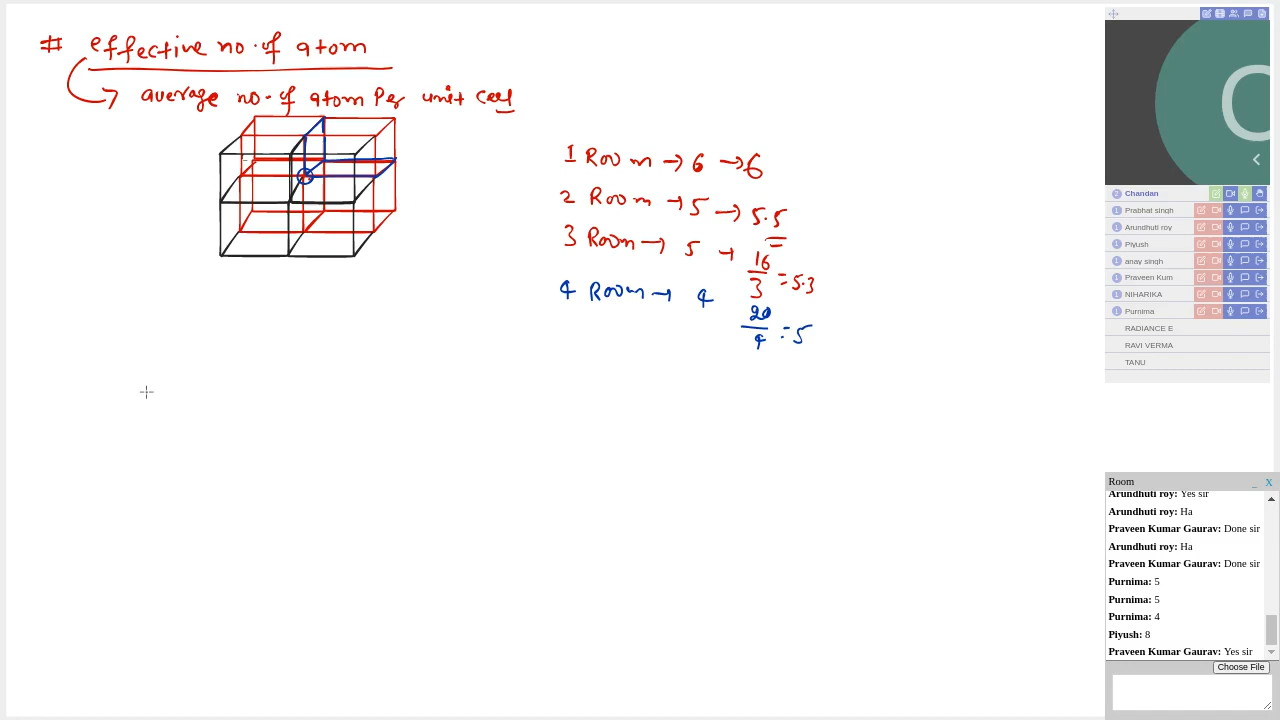 # effective no. of atom
average no. of atom Per unit Cell
1 Room → 6 → 6
2 Room → 5 → 5.5
3 Room → 5 → 16/3 = 5.3
4 Room → 4 20/4 = 5
C
Chandan
Prabhat singh
Arundhuti roy
Piyush
anay singh
Praveen Kum
NIHARIKA
Purnima
RADIANCE E
RAVI VERMA
TANU
Room _ X
Arundhuti roy: Yes sir
Arundhuti roy: Ha
Praveen Kumar Gaurav: Done sir
Arundhuti roy: Ha
Praveen Kumar Gaurav: Done sir
Purnima: 5
Purnima: 5
Purnima: 4
Piyush: 8
Praveen Kumar Gaurav: Yes sir
Choose File